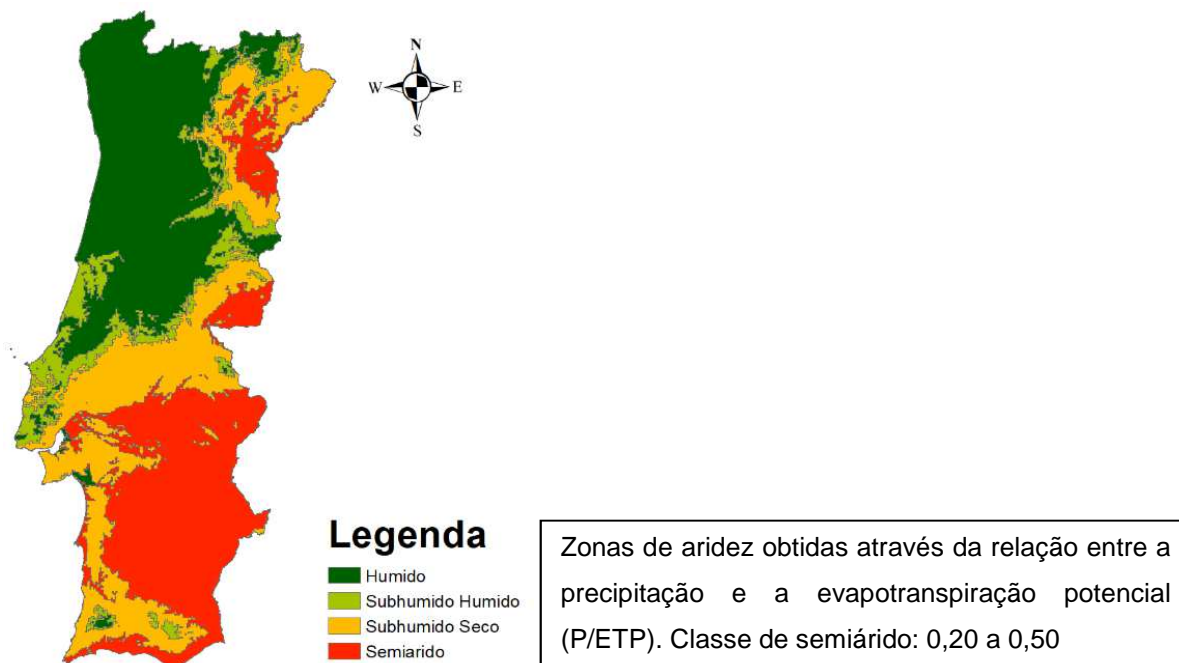 N
W E
S
Legenda
Humido
Subhumido Humido
Subhumido Seco
Semiarido
Zonas de aridez obtidas através da relação entre a
precipitação e a evapotranspiração potencial
(P/ETP). Classe de semiárido: 0,20 a 0,50